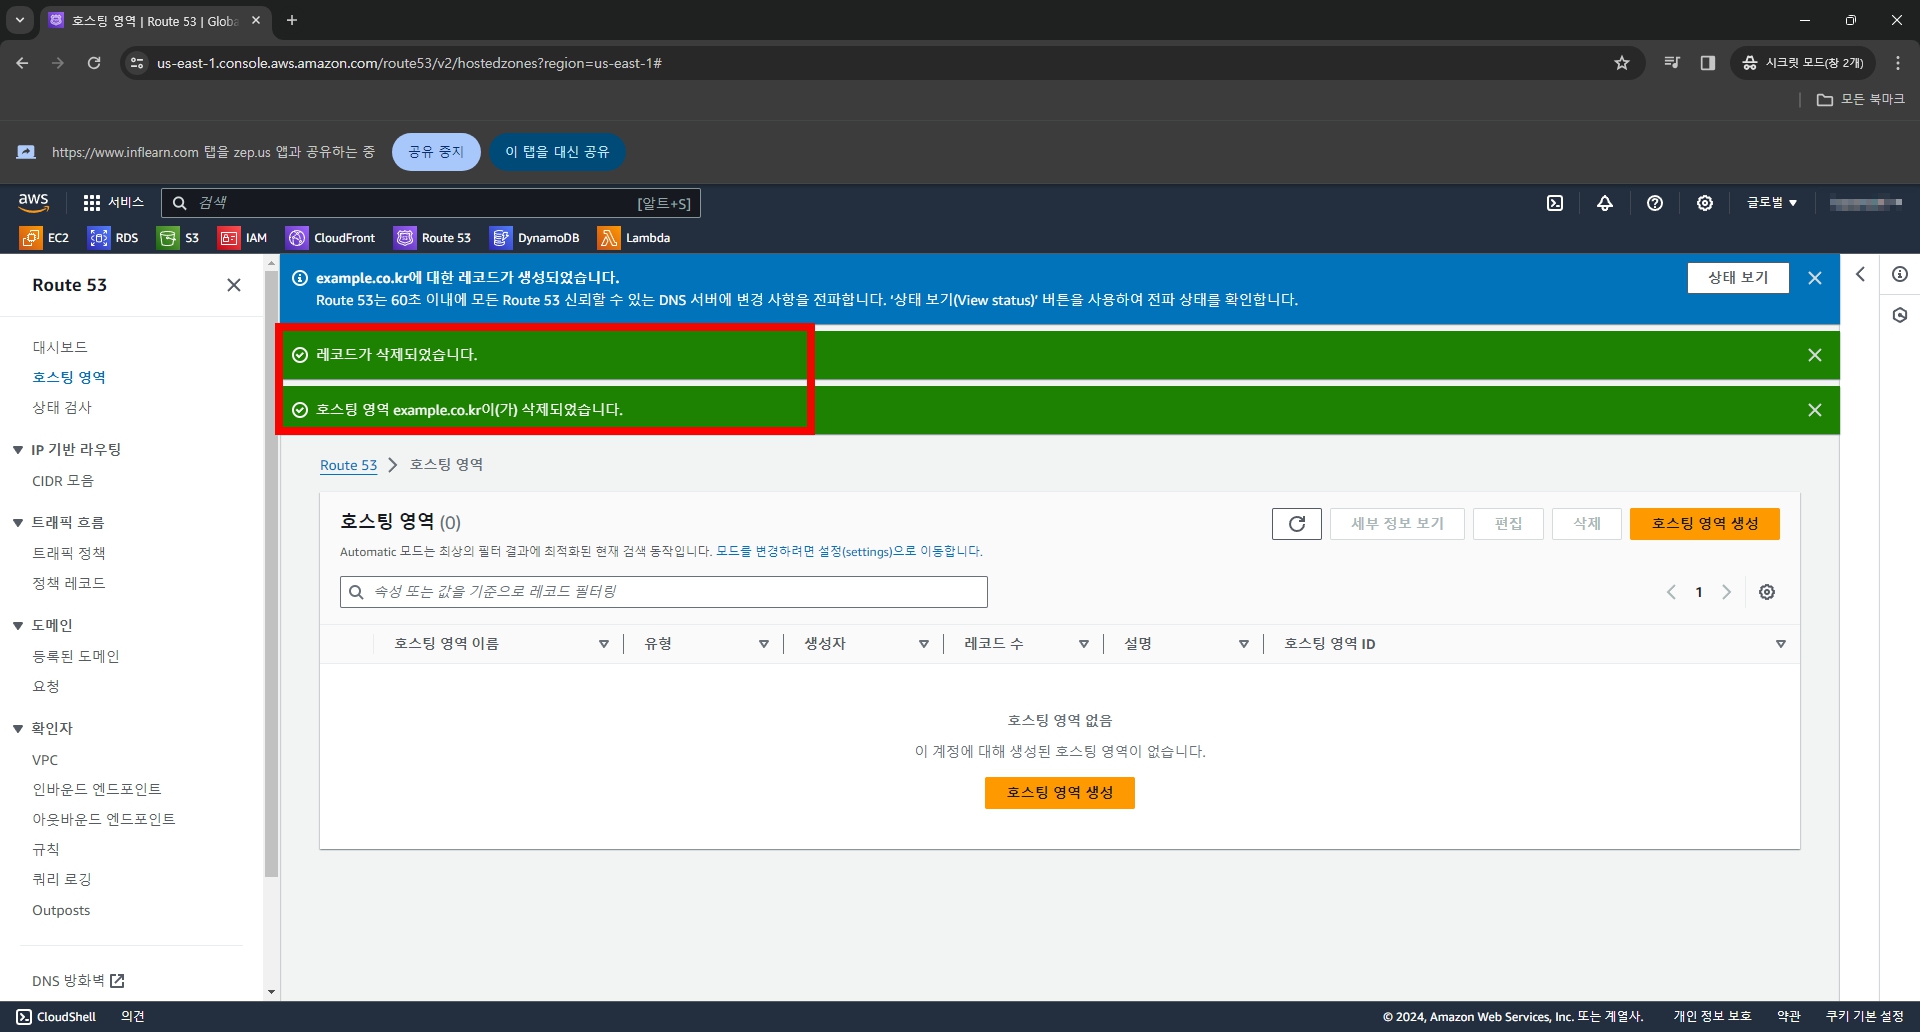 호스팅 영역 | Route 53 | Globa
us-east-1.console.aws.amazon.com/route53/v2/hostedzones?region=us-east-1#
시크릿 모드(창 2개)
모든 북마크
https://www.inflearn.com 탭을 zep.us 앱과 공유하는 중
공유 중지
이 탭을 대신 공유
aws
서비스
검색
[알트+S]
글로벌
EC2
RDS
S3
IAM
CloudFront
Route 53
DynamoDB
Lambda
Route 53
대시보드
호스팅 영역
상태 검사
IP 기반 라우팅
CIDR 모음
트래픽 흐름
트래픽 정책
정책 레코드
도메인
등록된 도메인
요청
확인자
VPC
인바운드 엔드포인트
아웃바운드 엔드포인트
규칙
쿼리 로깅
Outposts
DNS 방화벽
example.co.kr에 대한 레코드가 생성되었습니다.
Route 53는 60초 이내에 모든 Route 53 신뢰할 수 있는 DNS 서버에 변경 사항을 전파합니다. ‘상태 보기(View status)’ 버튼을 사용하여 전파 상태를 확인합니다.
상태 보기
레코드가 삭제되었습니다.
호스팅 영역 example.co.kr이(가) 삭제되었습니다.
Route 53
호스팅 영역
호스팅 영역 (0)
Automatic 모드는 최상의 필터 결과에 최적화된 현재 검색 동작입니다. 모드를 변경하려면 설정(settings)으로 이동합니다.
세부 정보 보기
편집
삭제
호스팅 영역 생성
속성 또는 값을 기준으로 레코드 필터링
1
호스팅 영역 이름
유형
생성자
레코드 수
설명
호스팅 영역 ID
호스팅 영역 없음
이 계정에 대해 생성된 호스팅 영역이 없습니다.
호스팅 영역 생성
CloudShell
의견
© 2024, Amazon Web Services, Inc. 또는 계열사.
개인 정보 보호
약관
쿠키 기본 설정